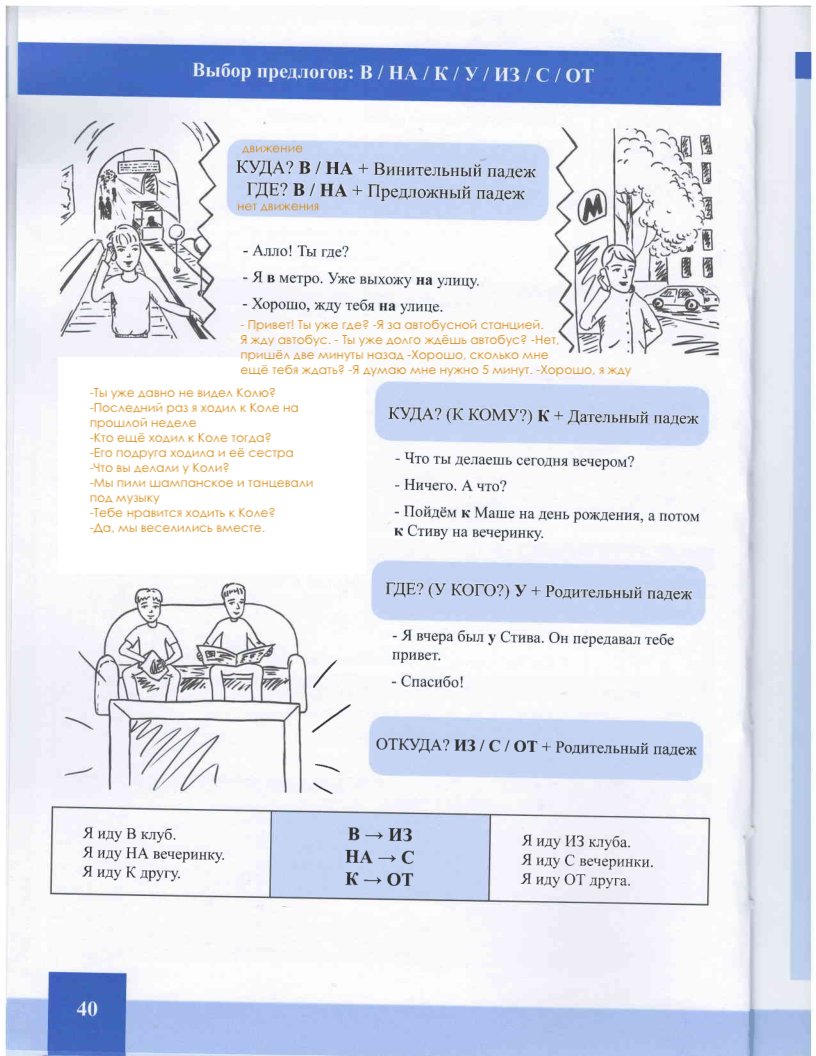 Выбор предлогов: В / НА / К / У / ИЗ / С / ОТ
движение
КУДА? В / НА + Винительный падеж
ГДЕ? В / НА + Предложный падеж
нет движения
М
- Алло! Ты где?
- Я в метро. Уже выхожу на улицу.
- Хорошо, жду тебя на улице.
- Привет! Ты уже где? -Я за автобусной станцией.
Я жду автобус. - Ты уже долго ждёшь автобус? -Нет,
пришёл две минуты назад -Хорошо, сколько мне
ещё тебя ждать? -Я думаю мне нужно 5 минут. -Хорошо, я жду
-Ты уже давно не видел Колю?
-Последний раз я ходил к Коле на
прошлой неделе
-Кто ещё ходил к Коле тогда?
-Его подруга ходила и её сестра
-Что вы делали у Коли?
-Мы пили шампанское и танцевали
под музыку
-Тебе нравится ходить к Коле?
-Да, мы веселились вместе.
КУДА? (К КОМУ?) К + Дательный падеж
- Что ты делаешь сегодня вечером?
- Ничего. А что?
- Пойдём к Маше на день рождения, а потом
к Стиву на вечеринку.
ГДЕ? (У КОГО?) У + Родительный падеж
- Я вчера был у Стива. Он передавал тебе
привет.
- Спасибо!
ОТКУДА? ИЗ / С / ОТ + Родительный падеж
Я иду В клуб.
Я иду НА вечеринку.
Я иду К другу.
В → ИЗ
НА → С
К → ОТ
Я иду ИЗ клуба.
Я иду С вечеринки.
Я иду ОТ друга.
40